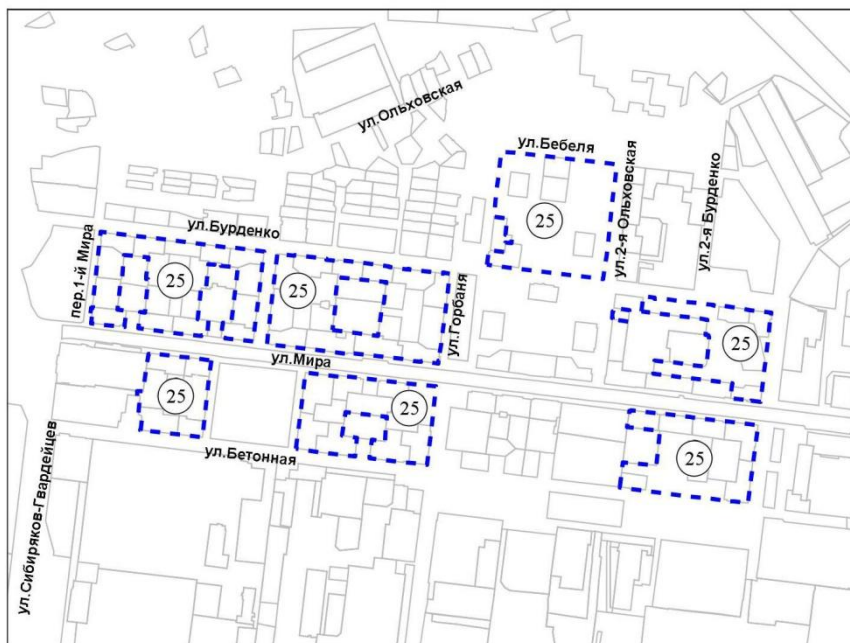 ул.Ольховская
ул.Бебеля
ул.2-я Ольховская
ул.2-я Бурденко
25
ул.Бурденко
пер.1-й Мира
25
25
ул.Горбаня
25
ул.Мира
25
25
25
ул.Бетонная
ул.Сибиряков-Гвардейцев